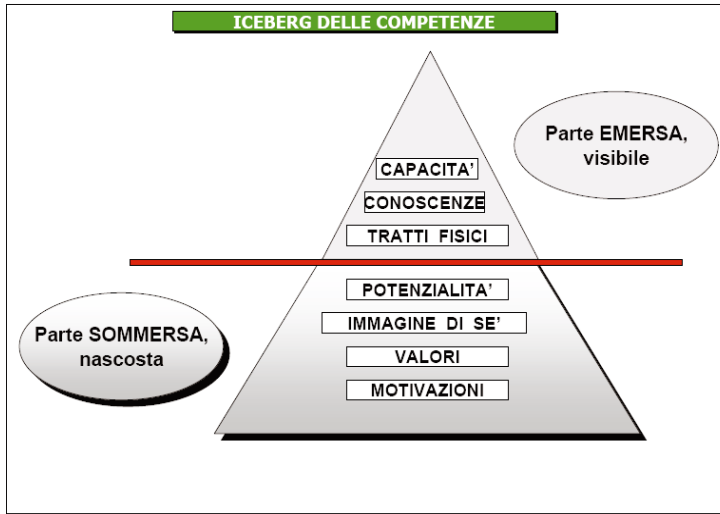 ICEBERG DELLE COMPETENZE
Parte EMERSA,
visibile
CAPACITA’
CONOSCENZE
TRATTI FISICI
POTENZIALITA’
IMMAGINE DI SE’
VALORI
MOTIVAZIONI
Parte SOMMERSA,
nascosta